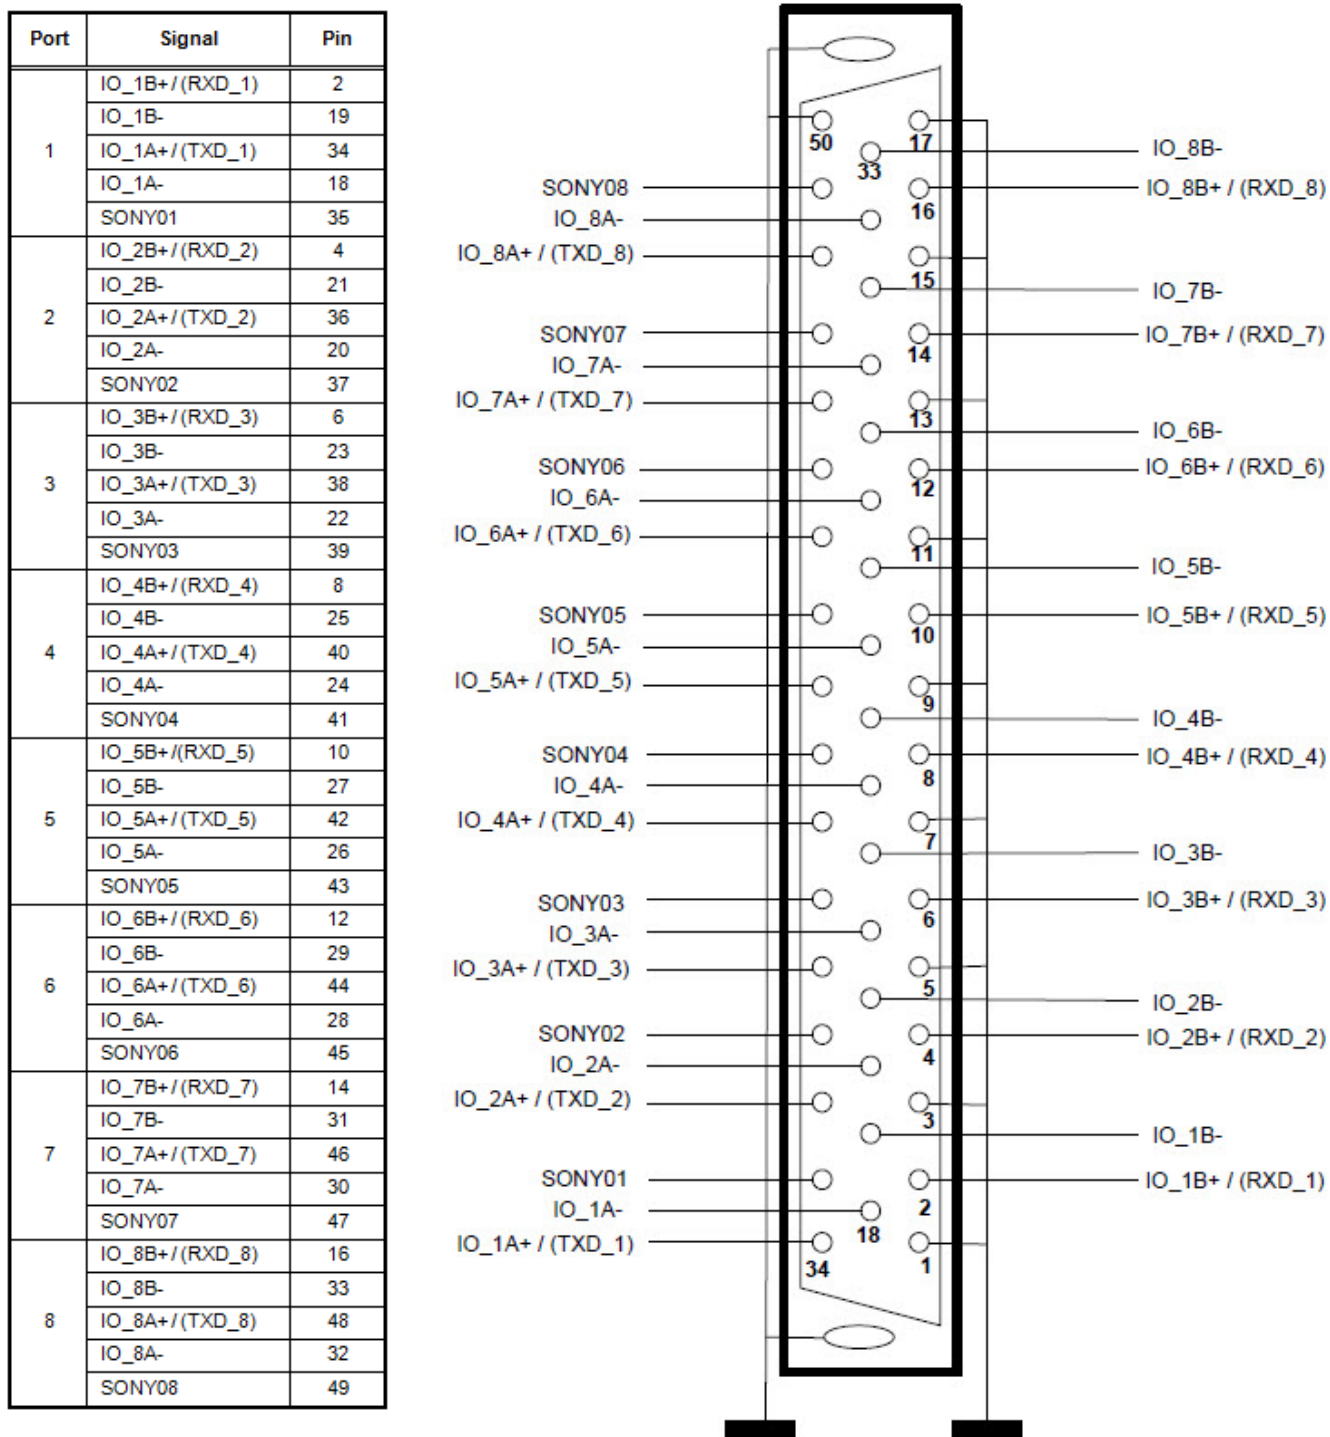 Port Signal Pin
1
IO_1B+/(RXD_1) 2
IO_1B- 19
IO_1A+/(TXD_1) 34
IO_1A- 18
SONY01 35
2
IO_2B+/(RXD_2) 4
IO_2B- 21
IO_2A+/(TXD_2) 36
IO_2A- 20
SONY02 37
3
IO_3B+/(RXD_3) 6
IO_3B- 23
IO_3A+/(TXD_3) 38
IO_3A- 22
SONY03 39
4
IO_4B+/(RXD_4) 8
IO_4B- 25
IO_4A+/(TXD_4) 40
IO_4A- 24
SONY04 41
5
IO_5B+/(RXD_5) 10
IO_5B- 27
IO_5A+/(TXD_5) 42
IO_5A- 26
SONY05 43
6
IO_6B+/(RXD_6) 12
IO_6B- 29
IO_6A+/(TXD_6) 44
IO_6A- 28
SONY06 45
7
IO_7B+/(RXD_7) 14
IO_7B- 31
IO_7A+/(TXD_7) 46
IO_7A- 30
SONY07 47
8
IO_8B+/(RXD_8) 16
IO_8B- 33
IO_8A+/(TXD_8) 48
IO_8A- 32
SONY08 49
SONY08
IO_8A-
IO_8A+ / (TXD_8)
SONY07
IO_7A-
IO_7A+ / (TXD_7)
SONY06
IO_6A-
IO_6A+ / (TXD_6)
SONY05
IO_5A-
IO_5A+ / (TXD_5)
SONY04
IO_4A-
IO_4A+ / (TXD_4)
SONY03
IO_3A-
IO_3A+ / (TXD_3)
SONY02
IO_2A-
IO_2A+ / (TXD_2)
SONY01
IO_1A-
IO_1A+ / (TXD_1)
50
33
17
16
15
14
13
12
11
10
9
8
7
6
5
4
3
2
18
34
1
IO_8B-
IO_8B+ / (RXD_8)
IO_7B-
IO_7B+ / (RXD_7)
IO_6B-
IO_6B+ / (RXD_6)
IO_5B-
IO_5B+ / (RXD_5)
IO_4B-
IO_4B+ / (RXD_4)
IO_3B-
IO_3B+ / (RXD_3)
IO_2B-
IO_2B+ / (RXD_2)
IO_1B-
IO_1B+ / (RXD_1)